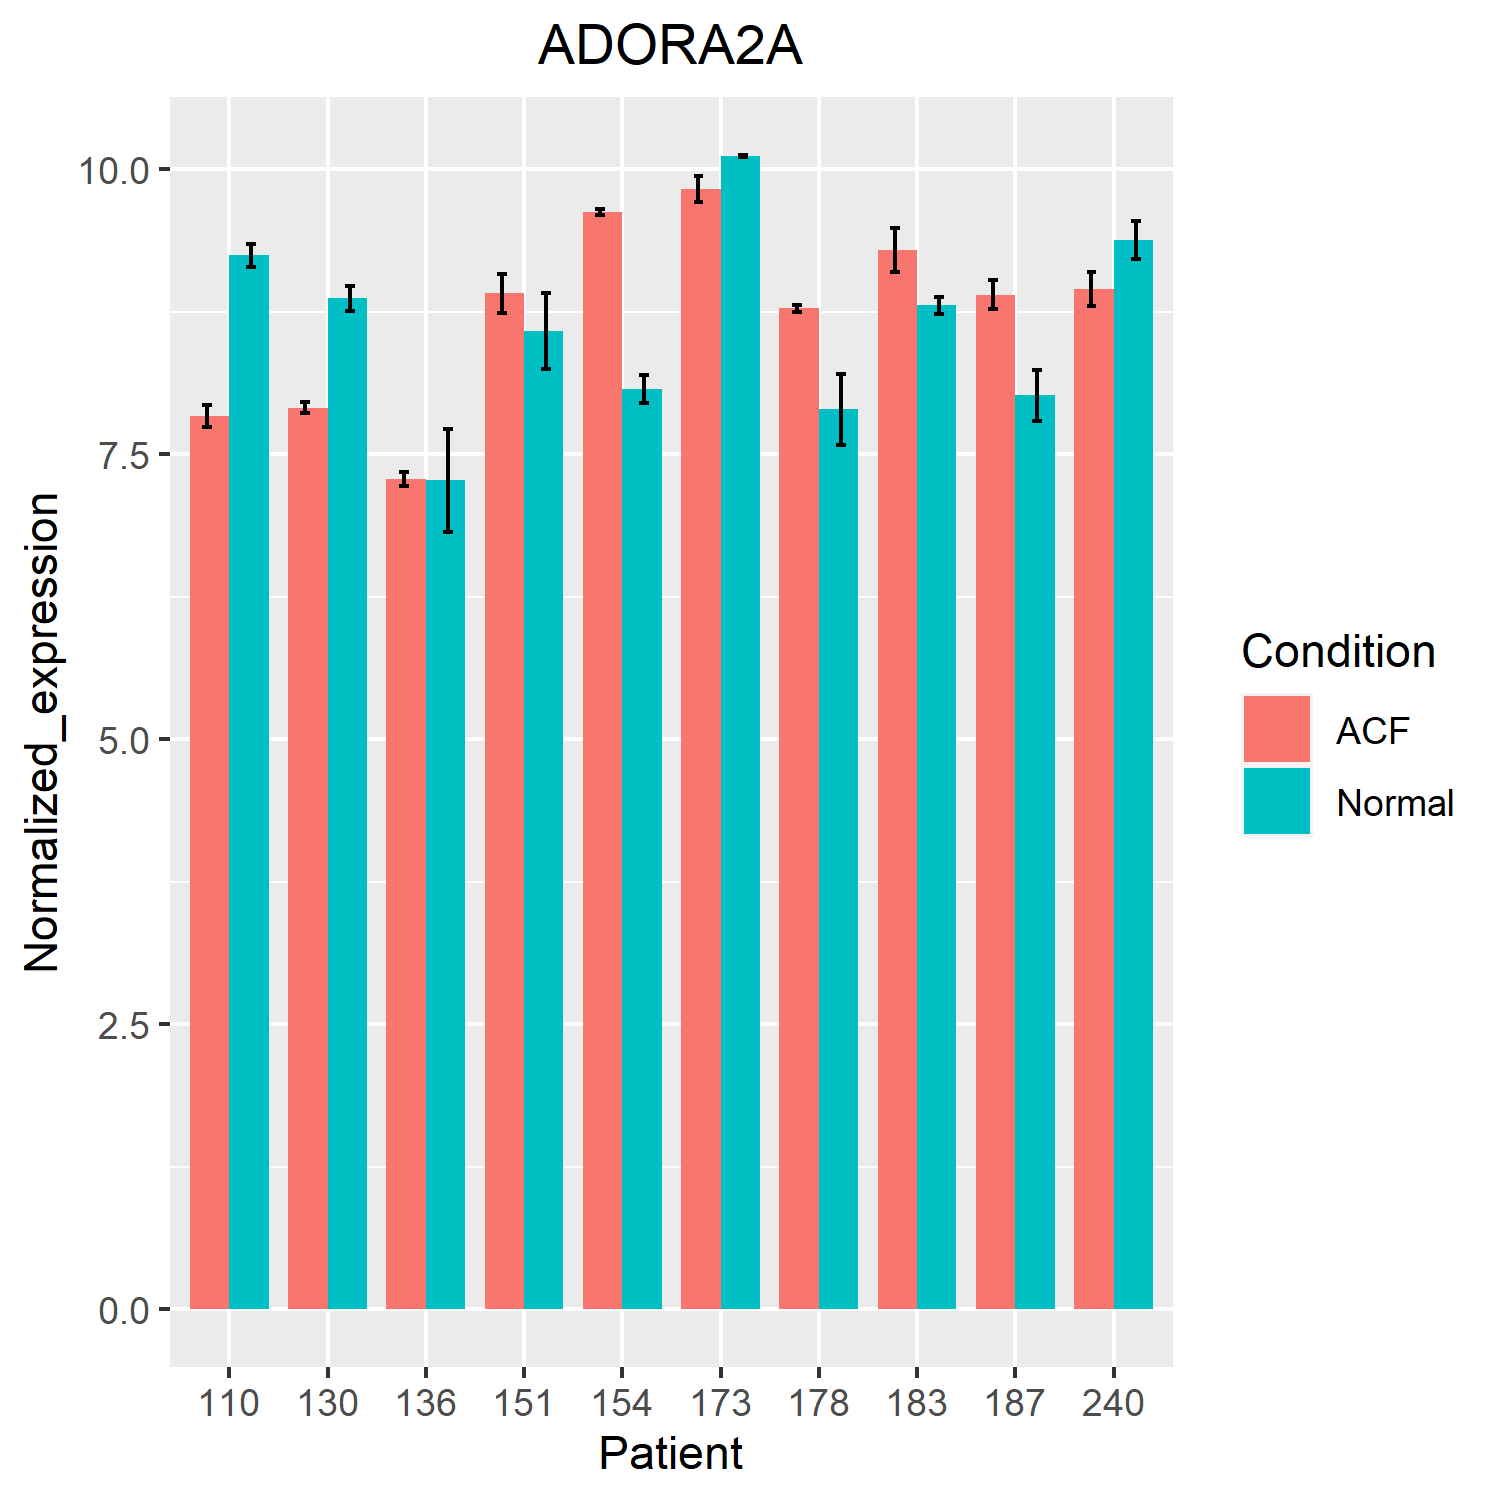 ADORA2A
10.0
7.5
5.0
2.5
0.0
Normalized_expression
110 130 136 151 154 173 178 183 187 240
Patient
Condition
ACF
Normal